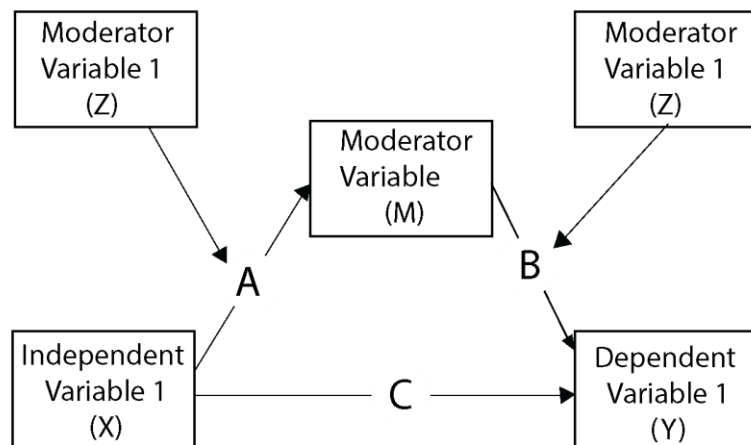 Moderator
Variable 1
(Z)
Moderator
Variable 1
(Z)
Moderator
Variable
(M)
A
B
Independent
Variable 1
(X)
C
Dependent
Variable 1
(Y)